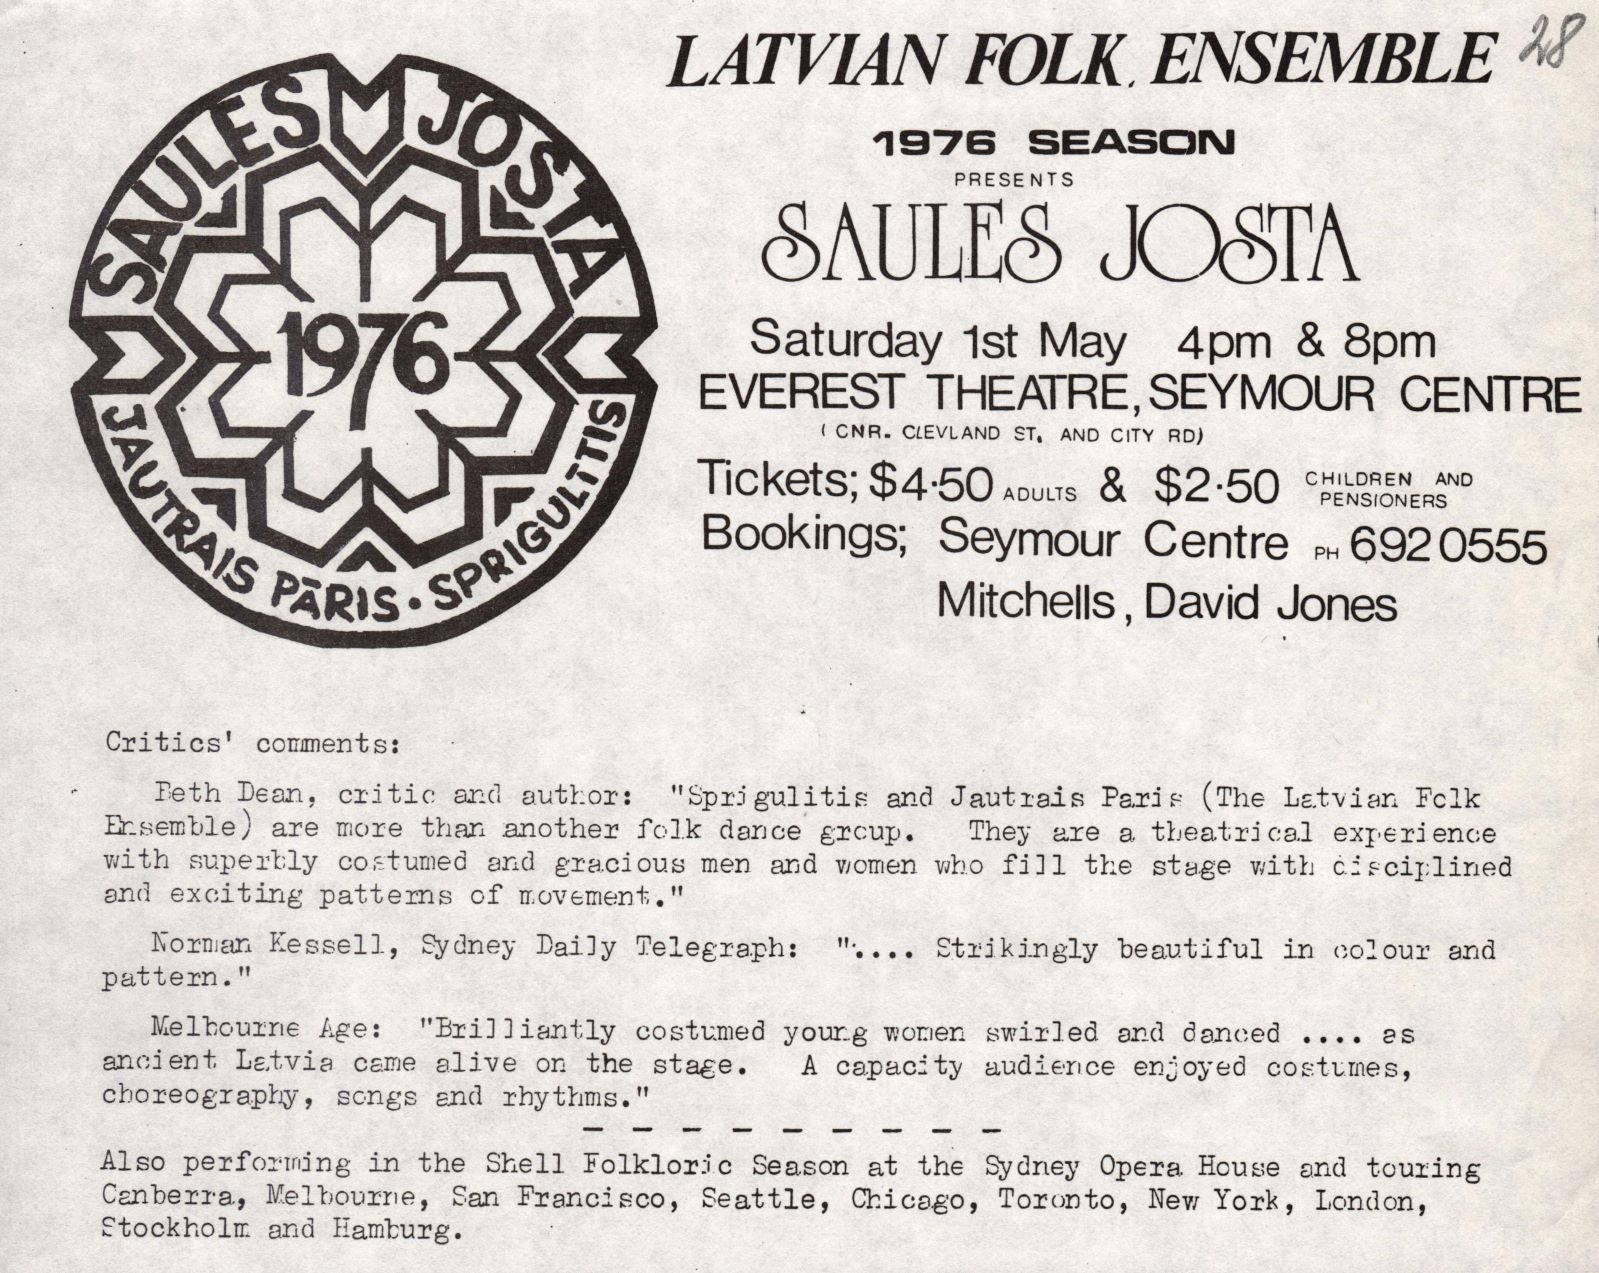 28
LATVIAN FOLK ENSEMBLE
1976 SEASON
PRESENTS
SAULES JOSTA
Saturday 1st May 4pm & 8pm
EVEREST THEATRE, SEYMOUR CENTRE
( CNR. CLEVLAND ST. AND CITY RD)
Tickets; $4·50 ADULTS & $2·50 CHILDREN AND
PENSIONERS
Bookings; Seymour Centre PH 692 0555
Mitchells, David Jones
SAULES JOSTA
1976
JAUTRAIS PĀRIS · SPRIGULĪTIS
Critics' comments:
Beth Dean, critic and author: "Sprigulitis and Jautrais Paris (The Latvian Folk
Ensemble) are more than another folk dance group. They are a theatrical experience
with superbly costumed and gracious men and women who fill the stage with disciplined
and exciting patterns of movement."
Norman Kessell, Sydney Daily Telegraph: ".... Strikingly beautiful in colour and
pattern."
Melbourne Age: "Brilliantly costumed young women swirled and danced .... as
ancient Latvia came alive on the stage. A capacity audience enjoyed costumes,
choreography, songs and rhythms."
- - - - - - - - -
Also performing in the Shell Folkloric Season at the Sydney Opera House and touring
Canberra, Melbourne, San Francisco, Seattle, Chicago, Toronto, New York, London,
Stockholm and Hamburg.